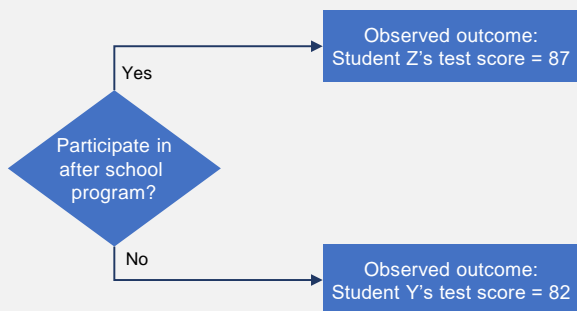 Observed outcome:
Student Z’s test score = 87
Yes
Participate in
after school
program?
No
Observed outcome:
Student Y’s test score = 82